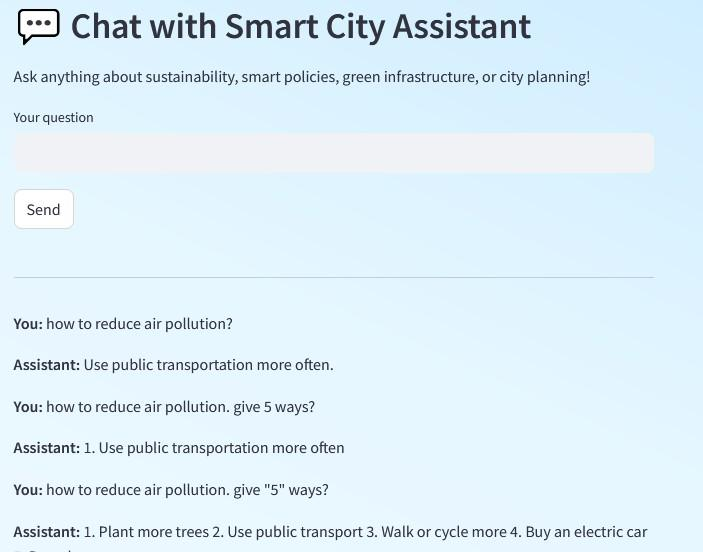 Chat with Smart City Assistant
Ask anything about sustainability, smart policies, green infrastructure, or city planning!
Your question
Send
You: how to reduce air pollution?
Assistant: Use public transportation more often.
You: how to reduce air pollution. give 5 ways?
Assistant: 1. Use public transportation more often
You: how to reduce air pollution. give "5" ways?
Assistant: 1. Plant more trees 2. Use public transport 3. Walk or cycle more 4. Buy an electric car